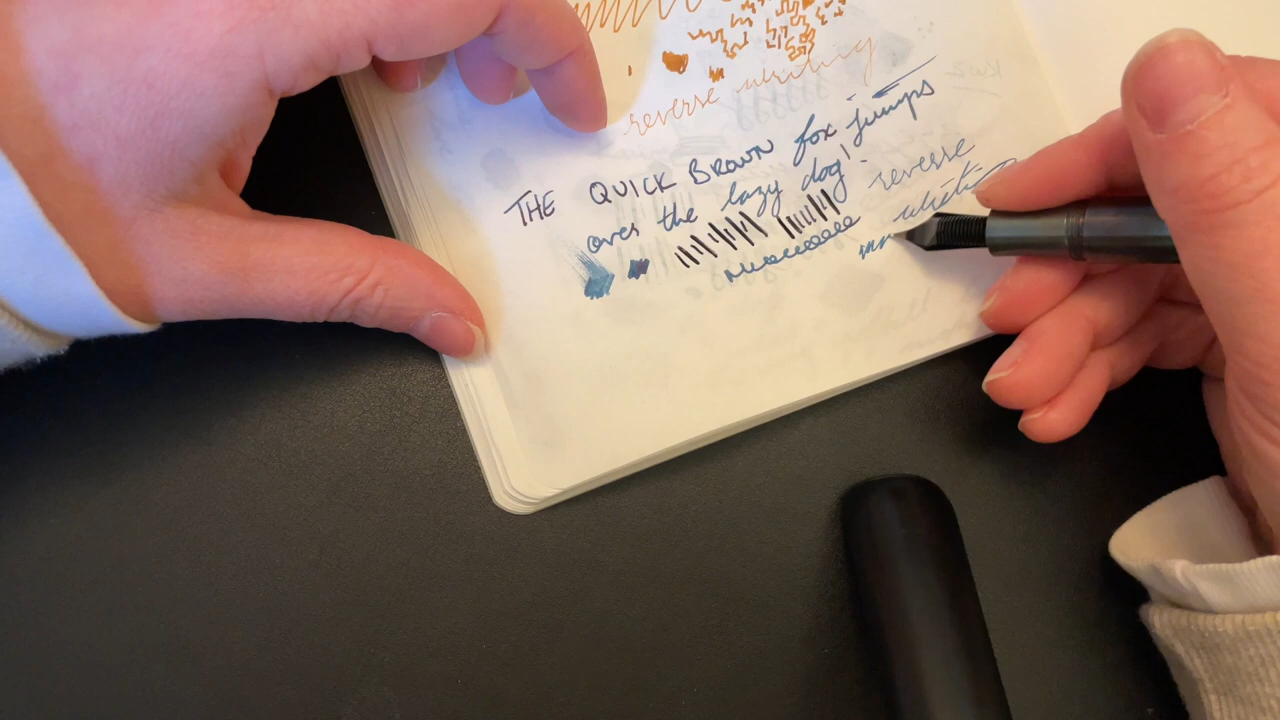 reverse writing
THE QUICK BROWN fox jumps
over the lazy dog!
reverse
writing